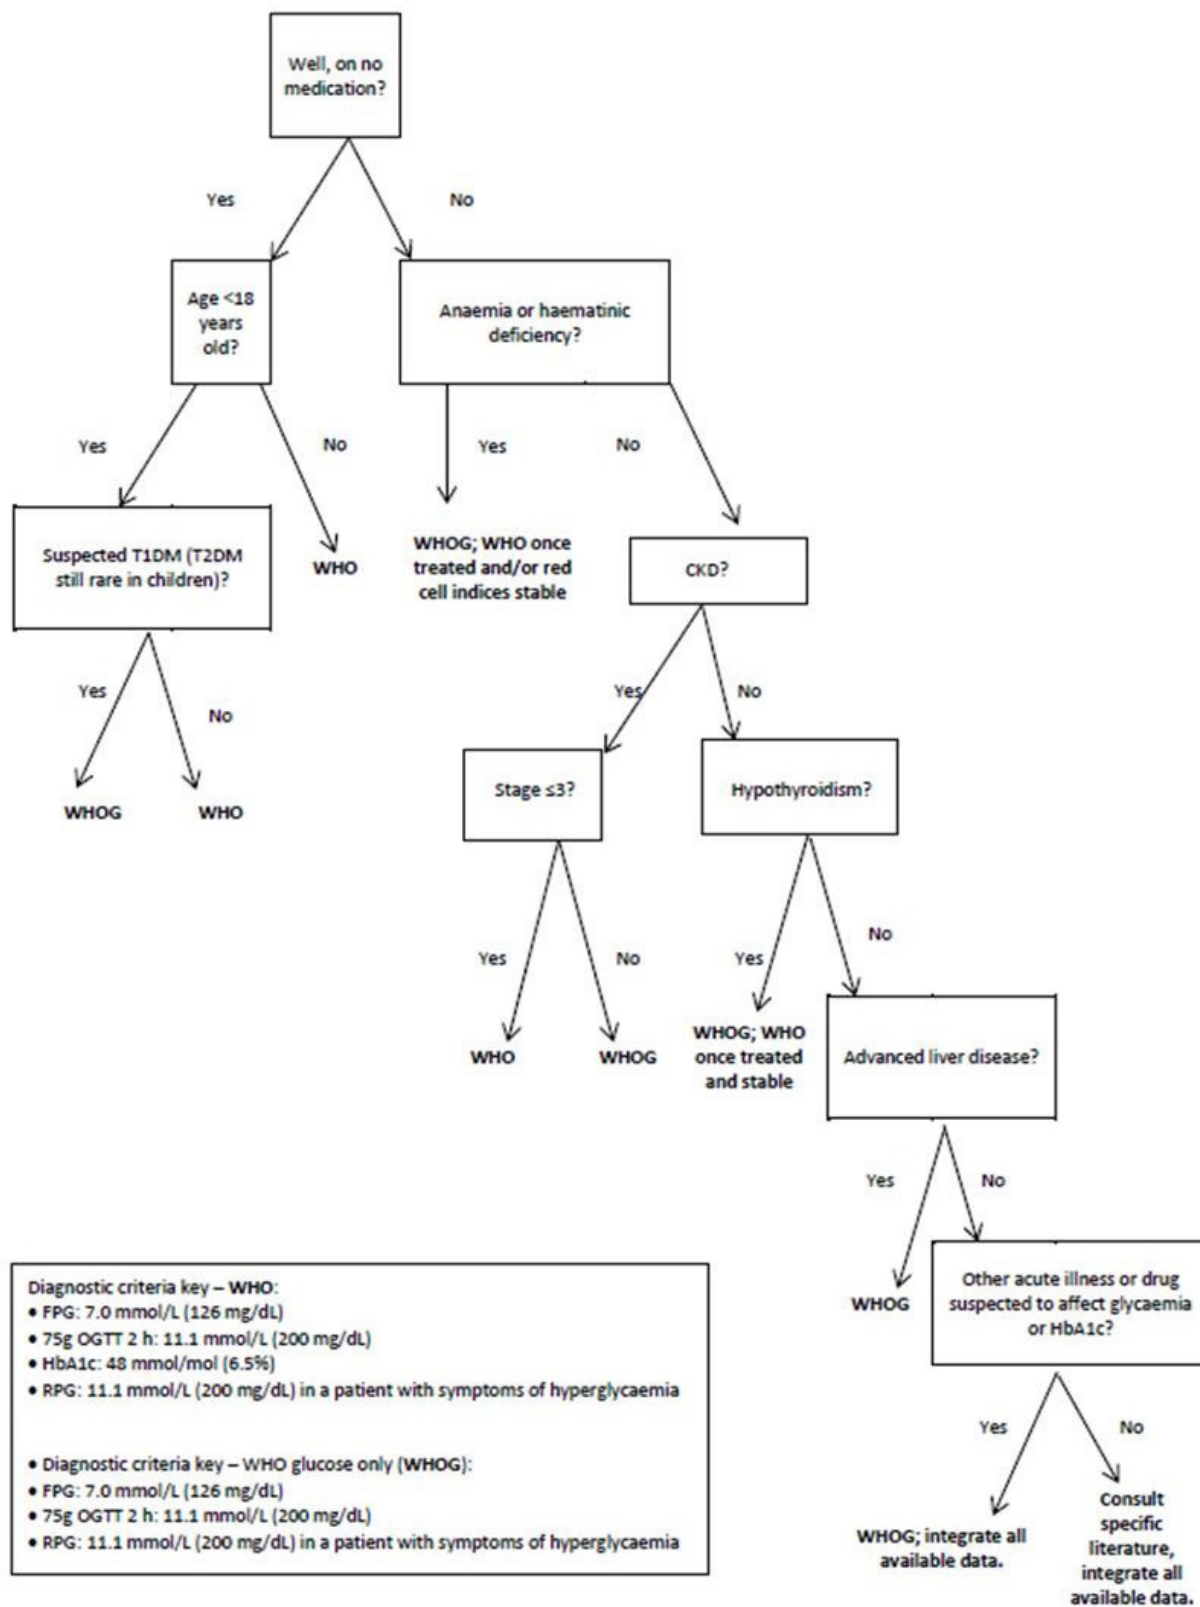 Well, on no
medication?
Yes
No
Age <18
years
old?
Anaemia or haematinic
deficiency?
Yes
No
Yes
No
Suspected T1DM (T2DM
still rare in children)?
WHO
WHOG; WHO once
treated and/or red
cell indices stable
CKD?
Yes
No
WHOG
WHO
Yes
No
Stage ≤3?
Hypothyroidism?
Yes
No
WHO
WHOG
Yes
No
WHOG; WHO
once treated
and stable
Advanced liver disease?
Yes
No
WHOG
Other acute illness or drug
suspected to affect glycaemia
or HbA1c?
Yes
No
WHOG; integrate all
available data.
Consult
specific
literature,
integrate all
available data.
Diagnostic criteria key – WHO:
• FPG: 7.0 mmol/L (126 mg/dL)
• 75g OGTT 2 h: 11.1 mmol/L (200 mg/dL)
• HbA1c: 48 mmol/mol (6.5%)
• RPG: 11.1 mmol/L (200 mg/dL) in a patient with symptoms of hyperglycaemia
• Diagnostic criteria key – WHO glucose only (WHOG):
• FPG: 7.0 mmol/L (126 mg/dL)
• 75g OGTT 2 h: 11.1 mmol/L (200 mg/dL)
• RPG: 11.1 mmol/L (200 mg/dL) in a patient with symptoms of hyperglycaemia